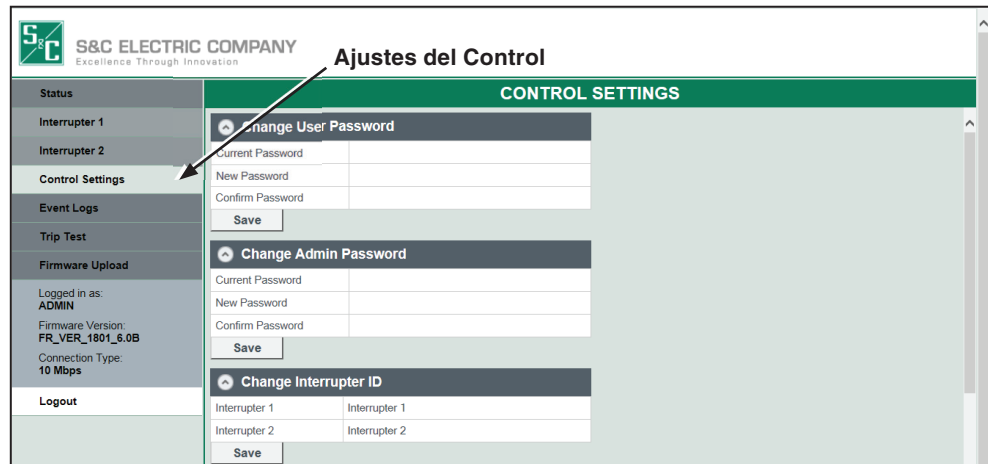 S&C
S&C ELECTRIC COMPANY
Excellence Through Innovation
Ajustes del Control
Status
Interrupter 1
Interrupter 2
Control Settings
Event Logs
Trip Test
Firmware Upload
Logged in as:
ADMIN
Firmware Version:
FR_VER_1801_6.0B
Connection Type:
10 Mbps
Logout
CONTROL SETTINGS
Change User Password
Current Password
New Password
Confirm Password
Save
Change Admin Password
Current Password
New Password
Confirm Password
Save
Change Interrupter ID
Interrupter 1 Interrupter 1
Interrupter 2 Interrupter 2
Save